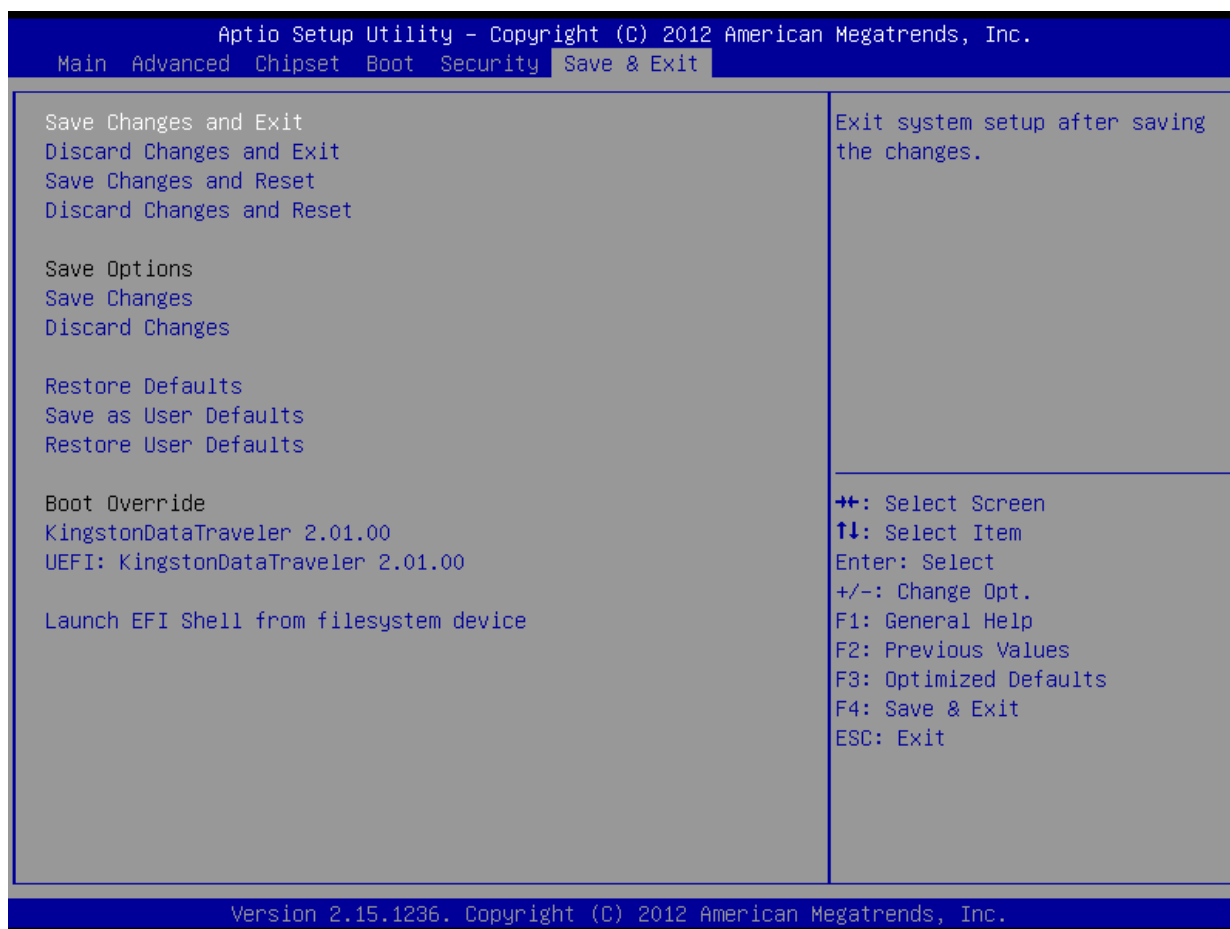 Aptio Setup Utility – Copyright (C) 2012 American Megatrends, Inc.
Main Advanced Chipset Boot Security Save & Exit
Save Changes and Exit
Discard Changes and Exit
Save Changes and Reset
Discard Changes and Reset
Save Options
Save Changes
Discard Changes
Restore Defaults
Save as User Defaults
Restore User Defaults
Boot Override
KingstonDataTraveler 2.01.00
UEFI: KingstonDataTraveler 2.01.00
Launch EFI Shell from filesystem device
Exit system setup after saving
the changes.
→←: Select Screen
↑↓: Select Item
Enter: Select
+/-: Change Opt.
F1: General Help
F2: Previous Values
F3: Optimized Defaults
F4: Save & Exit
ESC: Exit
Version 2.15.1236. Copyright (C) 2012 American Megatrends, Inc.